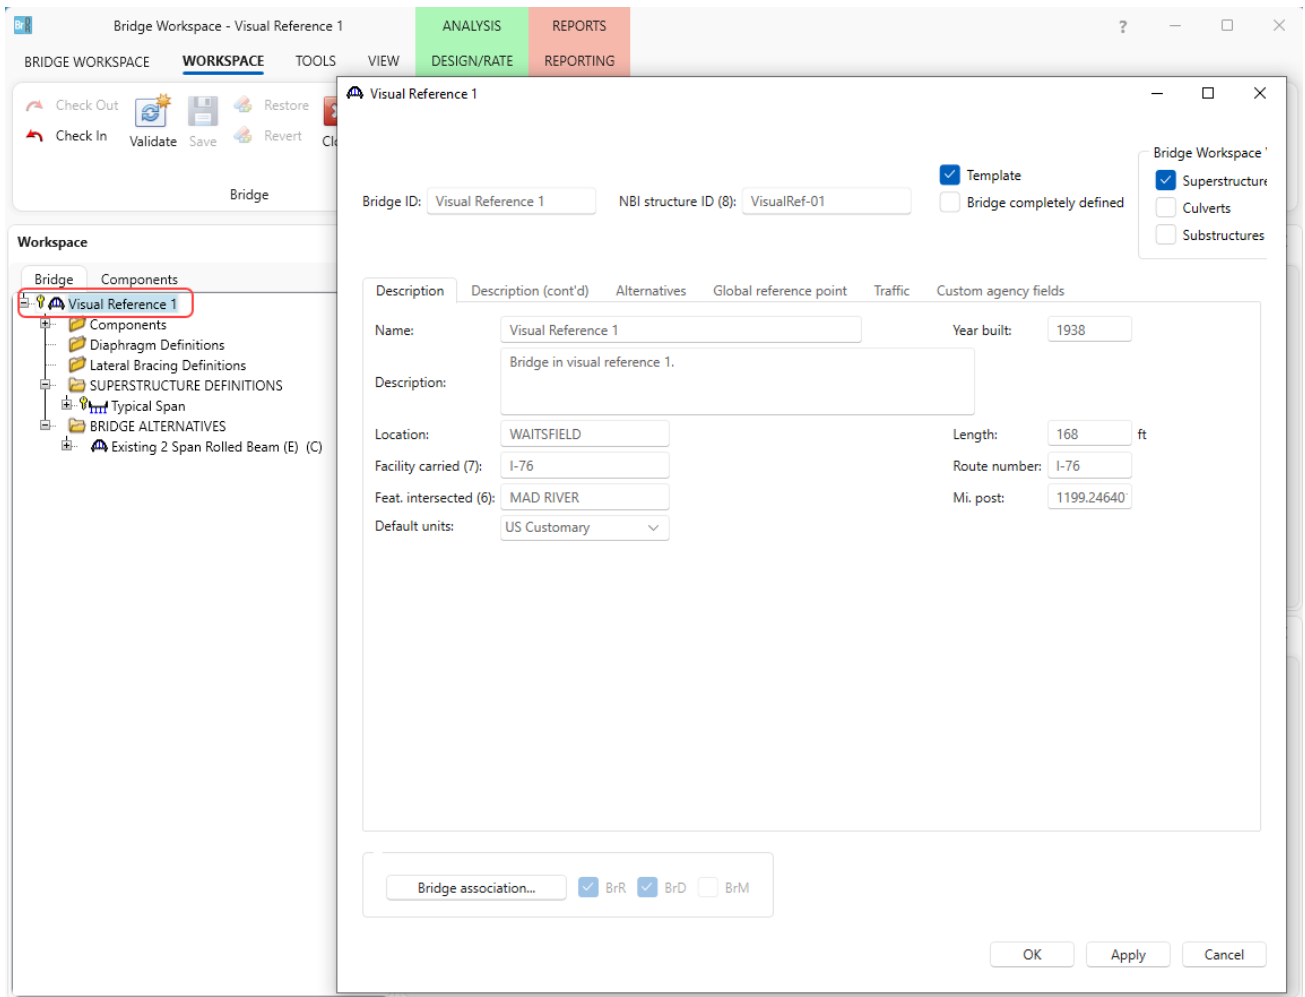 Br
Bridge Workspace - Visual Reference 1
ANALYSIS
REPORTS
?
BRIDGE WORKSPACE
WORKSPACE
TOOLS
VIEW
DESIGN/RATE
REPORTING
Check Out
Check In
Validate
Save
Restore
Revert
Bridge
Workspace
Bridge
Components
Visual Reference 1
Components
Diaphragm Definitions
Lateral Bracing Definitions
SUPERSTRUCTURE DEFINITIONS
Typical Span
BRIDGE ALTERNATIVES
Existing 2 Span Rolled Beam (E) (C)
Visual Reference 1
Bridge ID: Visual Reference 1
NBI structure ID (8): VisualRef-01
Template
Bridge completely defined
Bridge Workspace
Superstructure
Culverts
Substructures
Description
Description (cont'd)
Alternatives
Global reference point
Traffic
Custom agency fields
Name: Visual Reference 1
Year built: 1938
Description: Bridge in visual reference 1.
Location: WAITSFIELD
Length: 168 ft
Facility carried (7): I-76
Route number: I-76
Feat. intersected (6): MAD RIVER
Mi. post: 1199.24640
Default units: US Customary
Bridge association...
BrR
BrD
BrM
OK
Apply
Cancel